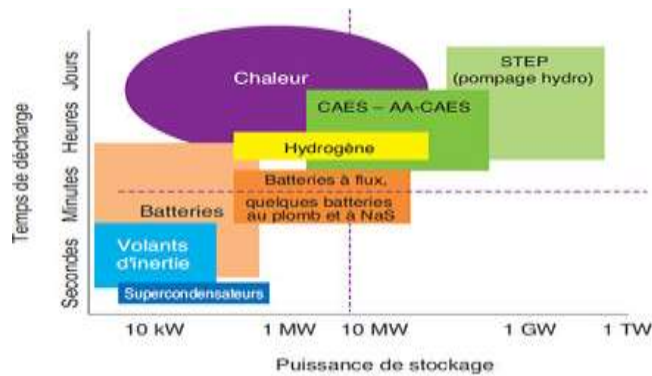 Temps de décharge
Jours
Heures
Minutes
Secondes
Chaleur
STEP
(pompage hydro)
CAES – AA-CAES
Hydrogène
Batteries à flux,
quelques batteries
au plomb et à NaS
Batteries
Volants
d'inertie
Supercondensateurs
10 kW
1 MW
10 MW
1 GW
1 TW
Puissance de stockage